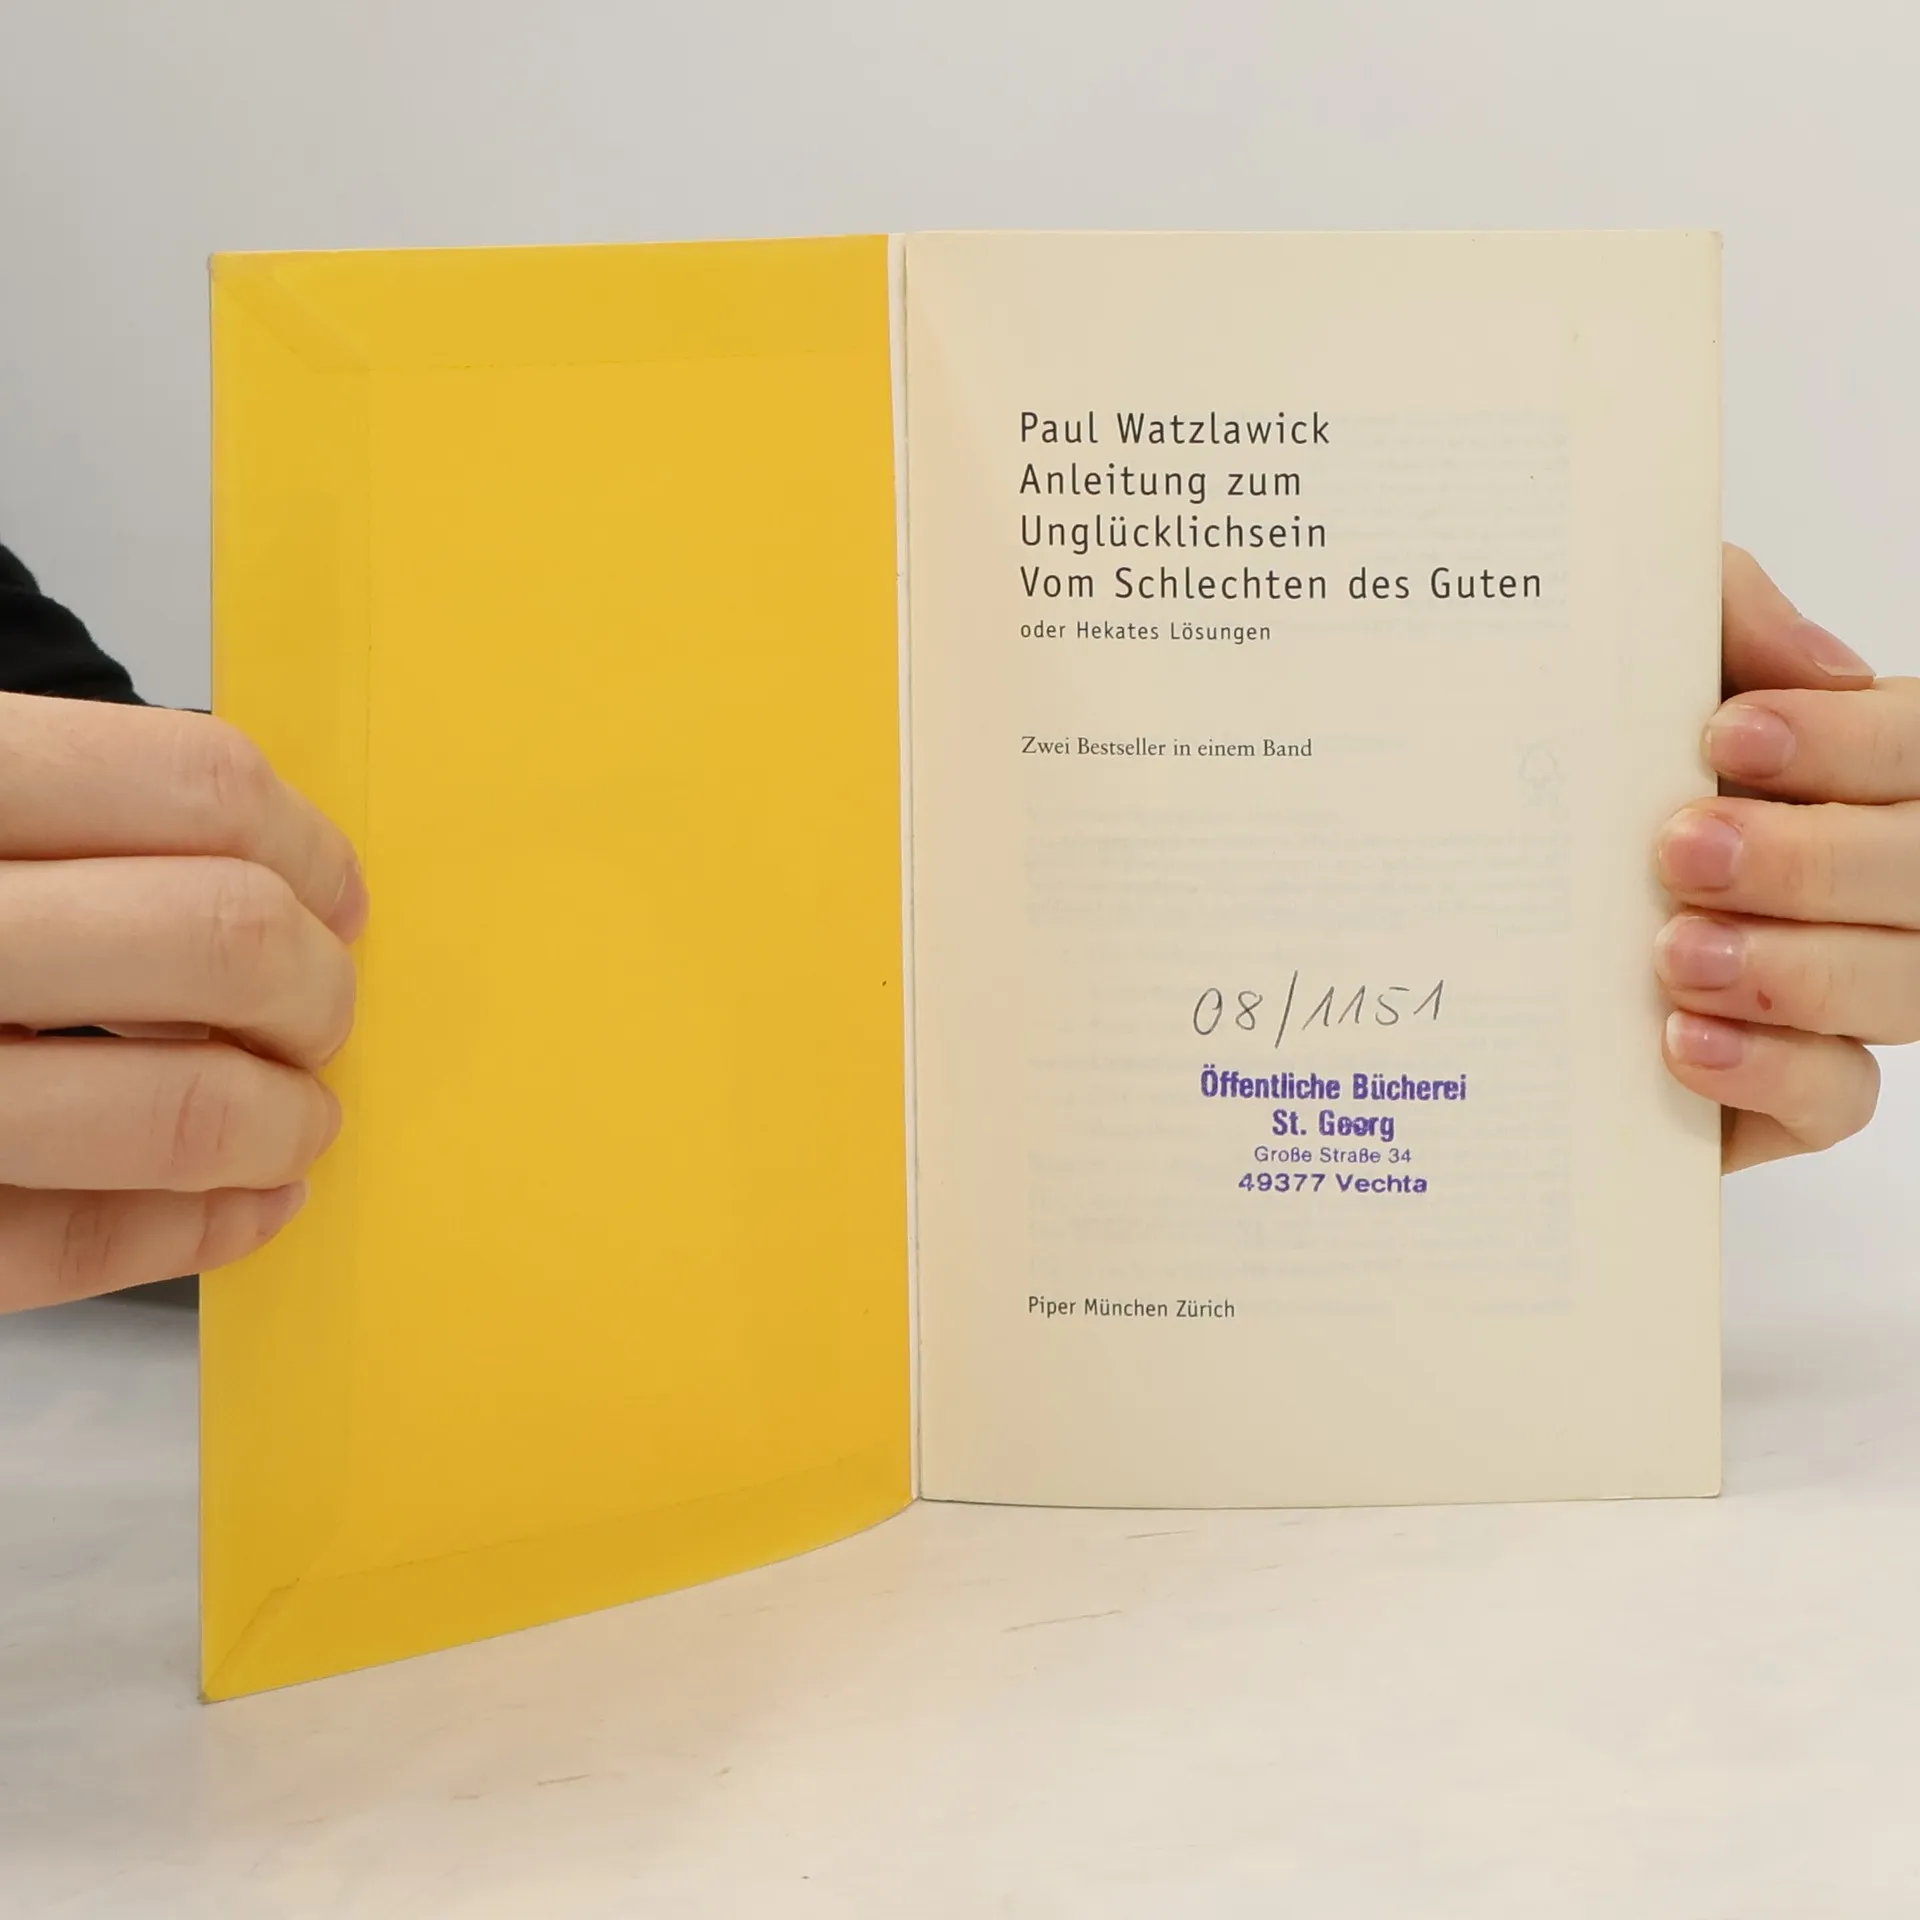 Paul Watzlawick
Anleitung zum
Unglücklichsein
Vom Schlechten des Guten
oder Hekates Lösungen
Zwei Bestseller in einem Band
08/1151
Öffentliche Bücherei
St. Georg
Große Straße 34
49377 Vechta
Piper München Zürich